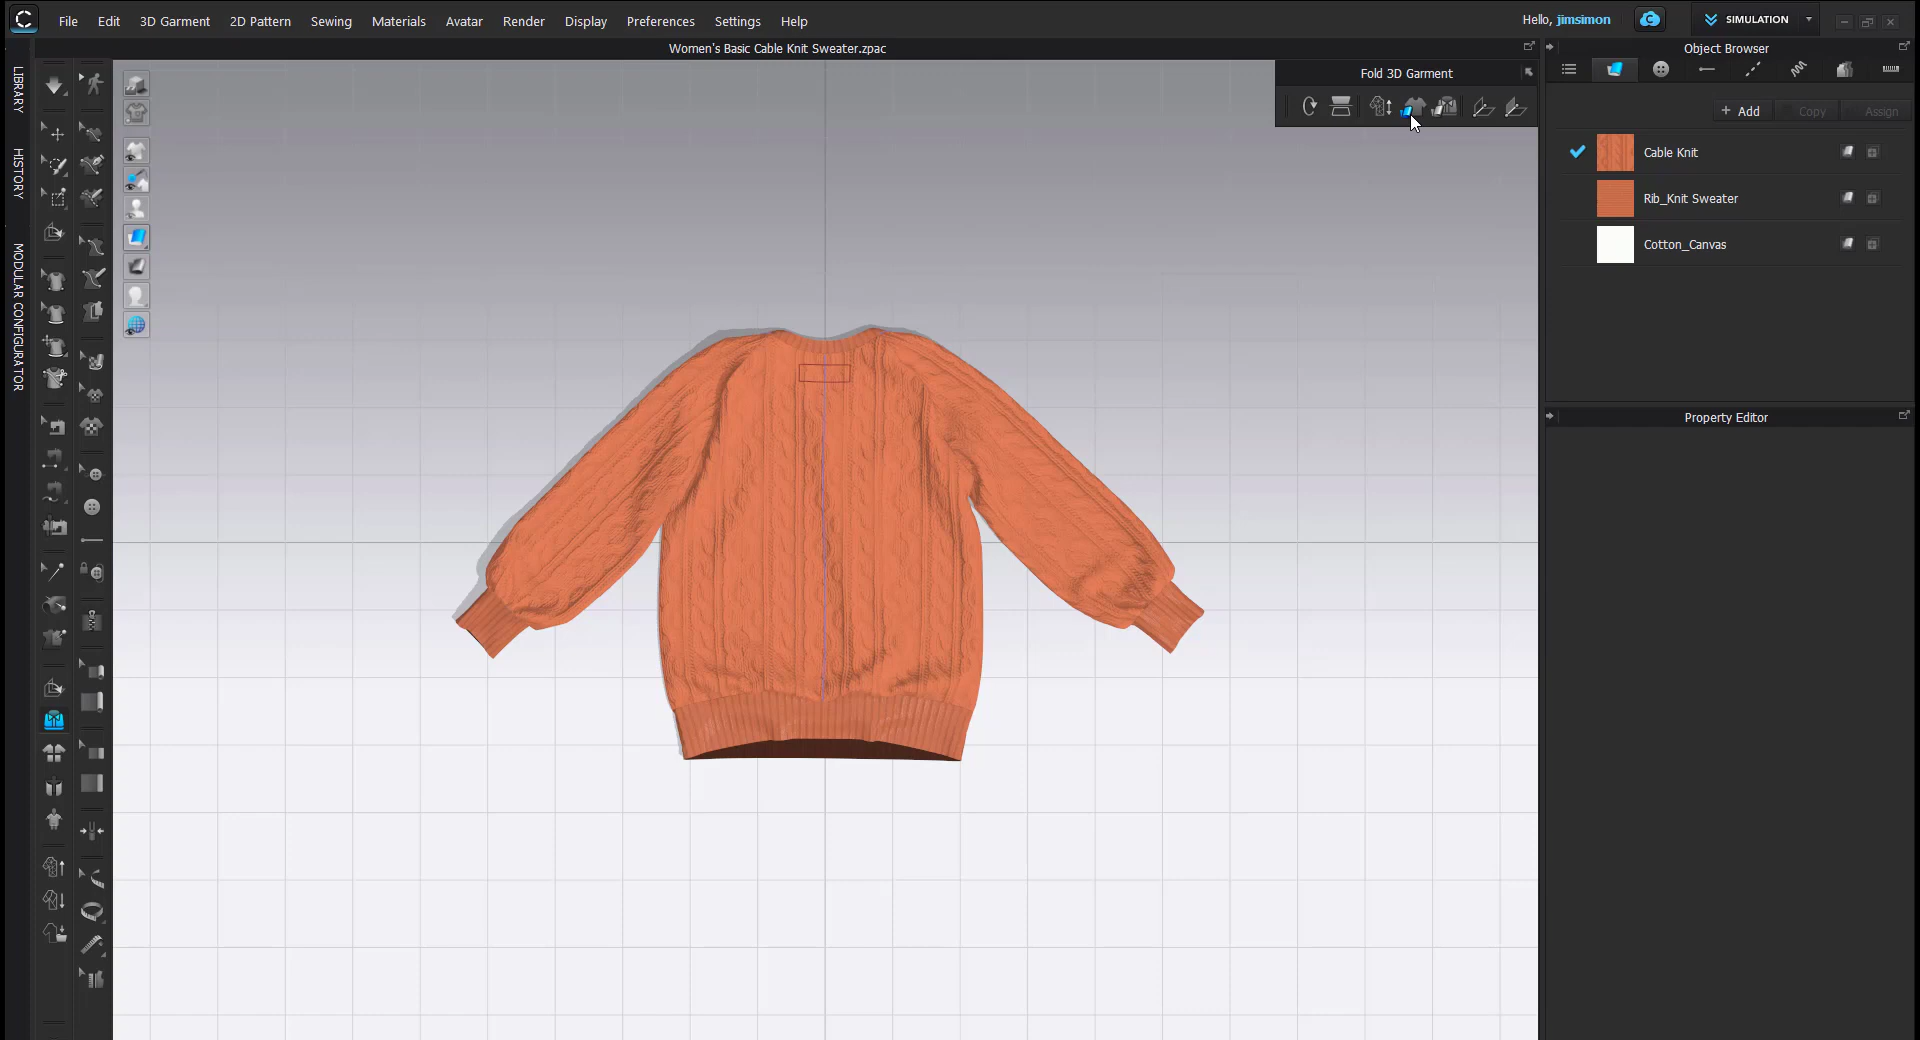 File Edit 3D Garment 2D Pattern Sewing Materials Avatar Render Display Preferences Settings Help
Hello, jimsimon
SIMULATION
Women's Basic Cable Knit Sweater.zpac
Object Browser
LIBRARY
HISTORY
MODULAR CONFIGURATOR
Fold 3D Garment
+ Add Copy Assign
Cable Knit
Rib_Knit Sweater
Cotton_Canvas
Property Editor